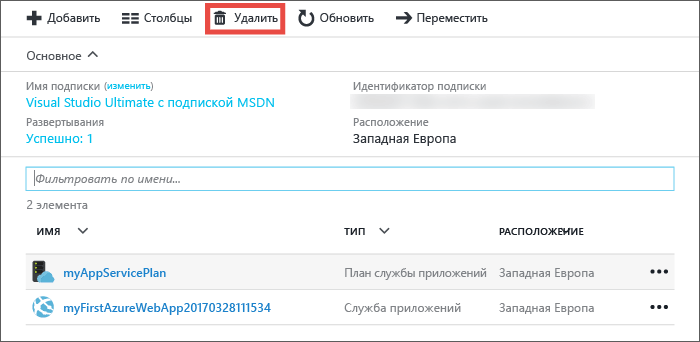 Добавить Столбцы Удалить Обновить Переместить
Основное
Имя подписки (изменить) Идентификатор подписки
Visual Studio Ultimate с подпиской MSDN
Развертывания Расположение
Успешно: 1 Западная Европа
Фильтровать по имени...
2 элемента
ИМЯ ТИП РАСПОЛОЖЕНИЕ
myAppServicePlan План службы приложений Западная Европа
myFirstAzureWebApp20170328111534 Служба приложений Западная Европа